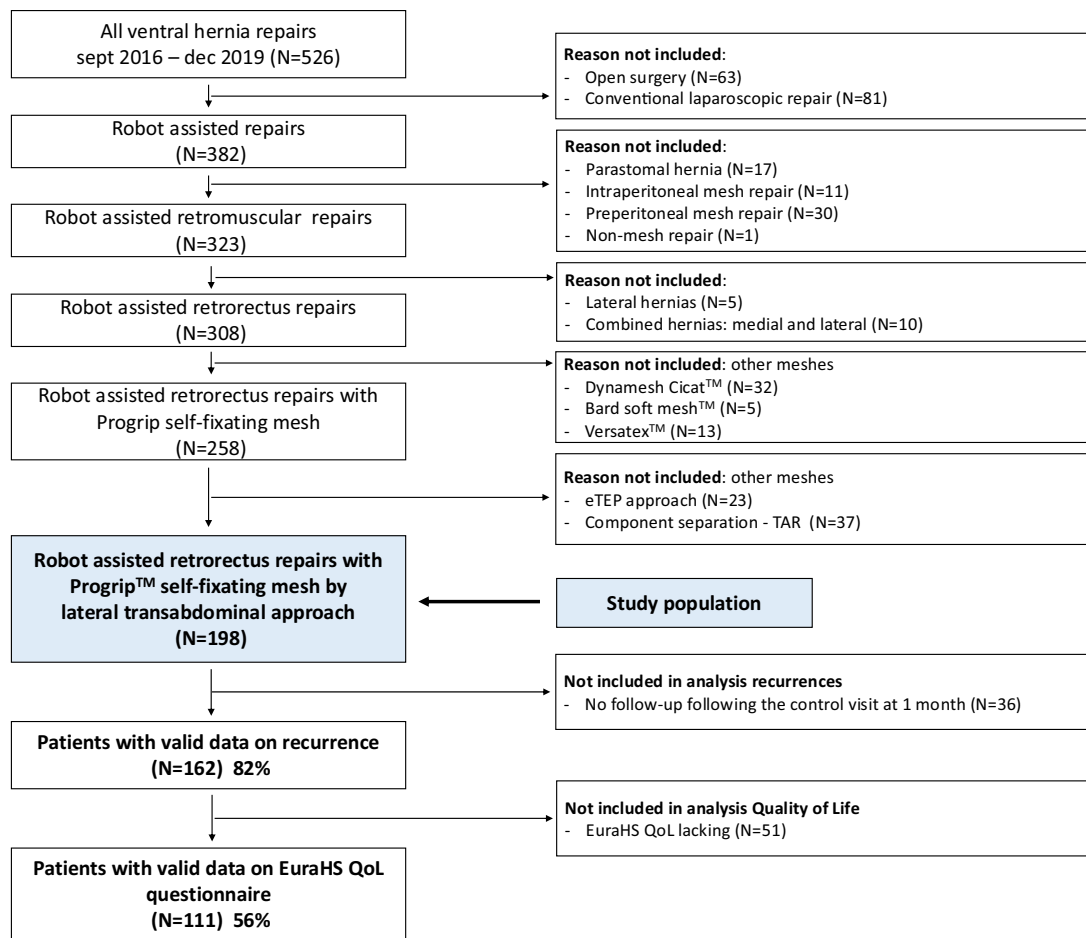 All ventral hernia repairs
sept 2016 – dec 2019 (N=526)
Reason not included:
- Open surgery (N=63)
- Conventional laparoscopic repair (N=81)
Robot assisted repairs
(N=382)
Reason not included:
- Parastomal hernia (N=17)
- Intraperitoneal mesh repair (N=11)
- Preperitoneal mesh repair (N=30)
- Non-mesh repair (N=1)
Robot assisted retromuscular repairs
(N=323)
Reason not included:
- Lateral hernias (N=5)
- Combined hernias: medial and lateral (N=10)
Robot assisted retrorectus repairs
(N=308)
Reason not included: other meshes
- Dynamesh Cicat™ (N=32)
- Bard soft mesh™ (N=5)
- Versatex™ (N=13)
Robot assisted retrorectus repairs with
Progrip self-fixating mesh
(N=258)
Reason not included: other meshes
- eTEP approach (N=23)
- Component separation - TAR (N=37)
Robot assisted retrorectus repairs with
Progrip™ self-fixating mesh by
lateral transabdominal approach
(N=198)
Study population
Not included in analysis recurrences
- No follow-up following the control visit at 1 month (N=36)
Patients with valid data on recurrence
(N=162) 82%
Not included in analysis Quality of Life
- EuraHS QoL lacking (N=51)
Patients with valid data on EuraHS QoL
questionnaire
(N=111) 56%